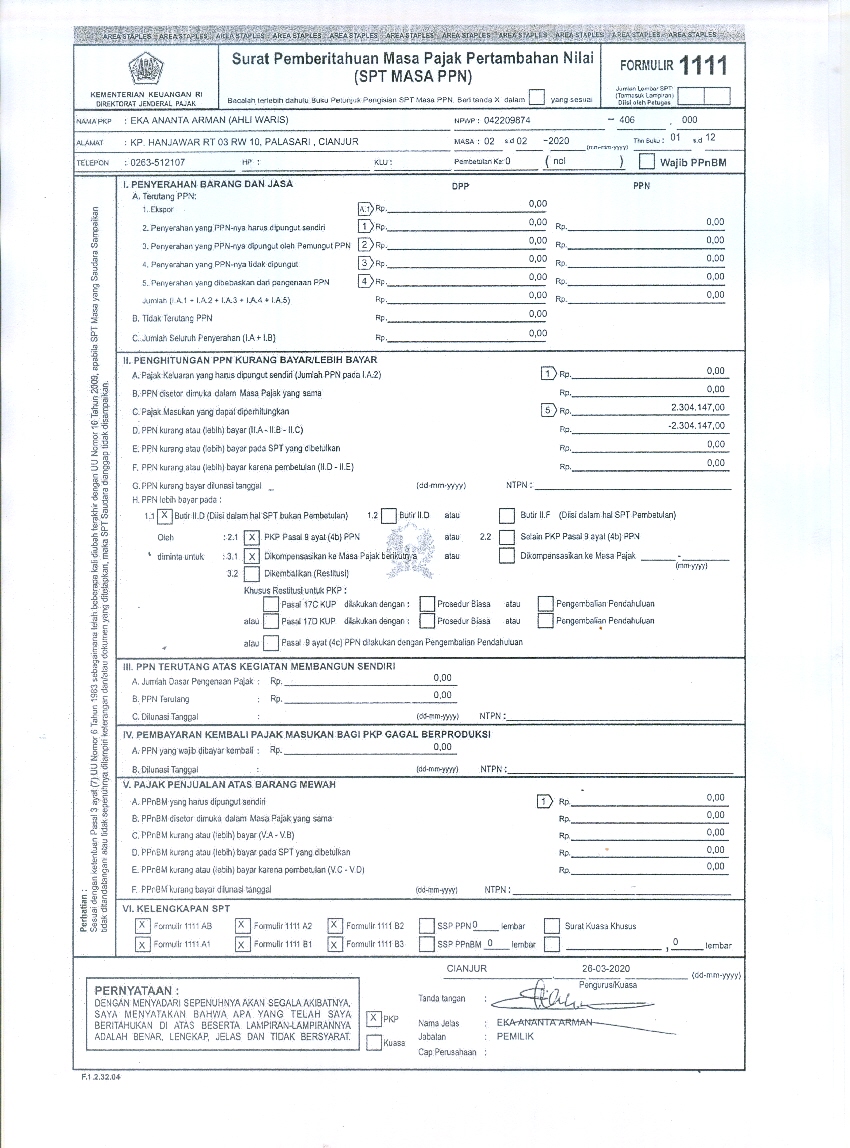 AREA STAPLES / AREA STAPLES / AREA STAPLES / AREA STAPLES / AREA STAPLES / AREA STAPLES / AREA STAPLES / AREA STAPLES
KEMENTERIAN KEUANGAN RI
DIREKTORAT JENDERAL PAJAK
Surat Pemberitahuan Masa Pajak Pertambahan Nilai
(SPT MASA PPN)
Bacalah terlebih dahulu Buku Petunjuk Pengisian SPT Masa PPN, Beri tanda X dalam yang sesuai
FORMULIR 1111
Jumlah Lembar SPT:
(Termasuk Lampiran)
Diisi oleh Petugas
NAMA PKP : EKA ANANTA ARMAN (AHLI WARIS) NPWP : 042209874 - 406 . 000
ALAMAT : KP. HANJAWAR RT 03 RW 10, PALASARI , CIANJUR MASA : 02 s.d 02 -2020 (mm-mm-yyyy) Thn Buku : 01 s.d 12
TELEPON : 0263-512107 HP : KLU : Pembetulan Ke: 0 ( nol ) Wajib PPnBM
I. PENYERAHAN BARANG DAN JASA DPP PPN
A. Terutang PPN:
1. Ekspor A.1 Rp. 0,00
2. Penyerahan yang PPN-nya harus dipungut sendiri 1 Rp. 0,00 Rp. 0,00
3. Penyerahan yang PPN-nya dipungut oleh Pemungut PPN 2 Rp. 0,00 Rp. 0,00
4. Penyerahan yang PPN-nya tidak dipungut 3 Rp. 0,00 Rp. 0,00
5. Penyerahan yang dibebaskan dari pengenaan PPN 4 Rp. 0,00 Rp. 0,00
Jumlah (I.A.1 + I.A.2 + I.A.3 + I.A.4 + I.A.5) Rp. 0,00 Rp. 0,00
B. Tidak Terutang PPN Rp. 0,00
C. Jumlah Seluruh Penyerahan (I.A + I.B) Rp. 0,00
II. PENGHITUNGAN PPN KURANG BAYAR/LEBIH BAYAR
A. Pajak Keluaran yang harus dipungut sendiri (Jumlah PPN pada I.A.2) 1 Rp. 0,00
B. PPN disetor dimuka dalam Masa Pajak yang sama Rp. 0,00
C. Pajak Masukan yang dapat diperhitungkan 5 Rp. 2.304.147,00
D. PPN kurang atau (lebih) bayar (II.A - II.B - II.C) Rp. -2.304.147,00
E. PPN kurang atau (lebih) bayar pada SPT yang dibetulkan Rp. 0,00
F. PPN kurang atau (lebih) bayar karena pembetulan (II.D - II.E) Rp. 0,00
G. PPN kurang bayar dilunasi tanggal (dd-mm-yyyy) NTPN :
H. PPN lebih bayar pada :
1.1 X Butir II.D (Diisi dalam hal SPT bukan Pembetulan) 1.2 Butir II.D atau Butir II.F (Diisi dalam hal SPT Pembetulan)
Oleh : 2.1 X PKP Pasal 9 ayat (4b) PPN atau 2.2 Selain PKP Pasal 9 ayat (4b) PPN
diminta untuk : 3.1 X Dikompensasikan ke Masa Pajak berikutnya atau Dikompensasikan ke Masa Pajak -
(mm-yyyy)
3.2 Dikembalikan (Restitusi)
Khusus Restitusi untuk PKP :
Pasal 17C KUP dilakukan dengan : Prosedur Biasa atau Pengembalian Pendahuluan
atau Pasal 17D KUP dilakukan dengan : Prosedur Biasa atau Pengembalian Pendahuluan
atau Pasal 9 ayat (4c) PPN dilakukan dengan Pengembalian Pendahuluan
III. PPN TERUTANG ATAS KEGIATAN MEMBANGUN SENDIRI
A. Jumlah Dasar Pengenaan Pajak : Rp. 0,00
B. PPN Terutang : Rp. 0,00
C. Dilunasi Tanggal : (dd-mm-yyyy) NTPN :
IV. PEMBAYARAN KEMBALI PAJAK MASUKAN BAGI PKP GAGAL BERPRODUKSI
A. PPN yang wajib dibayar kembali : Rp. 0,00
B. Dilunasi Tanggal : (dd-mm-yyyy) NTPN :
V. PAJAK PENJUALAN ATAS BARANG MEWAH
A. PPnBM yang harus dipungut sendiri 1 Rp. 0,00
B. PPnBM disetor dimuka dalam Masa Pajak yang sama Rp. 0,00
C. PPnBM kurang atau (lebih) bayar (V.A - V.B) Rp. 0,00
D. PPnBM kurang atau (lebih) bayar pada SPT yang dibetulkan Rp. 0,00
E. PPnBM kurang atau (lebih) bayar karena pembetulan (V.C - V.D) Rp. 0,00
F. PPnBM kurang bayar dilunasi tanggal (dd-mm-yyyy) NTPN :
VI. KELENGKAPAN SPT
X Formulir 1111 AB X Formulir 1111 A2 X Formulir 1111 B2 SSP PPN 0 lembar Surat Kuasa Khusus
X Formulir 1111 A1 X Formulir 1111 B1 X Formulir 1111 B3 SSP PPnBM 0 lembar , 0 lembar
Perhatian :
Sesuai dengan ketentuan Pasal 3 ayat (7) UU Nomor 6 Tahun 1983 sebagaimana telah beberapa kali diubah terakhir dengan UU Nomor 16 Tahun 2009, apabila SPT Masa yang Saudara sampaikan
tidak ditandatangani atau tidak sepenuhnya dilampiri keterangan dan/atau dokumen yang ditetapkan, maka SPT Saudara dianggap tidak disampaikan.
PERNYATAAN :
DENGAN MENYADARI SEPENUHNYA AKAN SEGALA AKIBATNYA,
SAYA MENYATAKAN BAHWA APA YANG TELAH SAYA
BERITAHUKAN DI ATAS BESERTA LAMPIRAN-LAMPIRANNYA
ADALAH BENAR, LENGKAP, JELAS DAN TIDAK BERSYARAT.
X PKP
Kuasa
CIANJUR 26-03-2020 (dd-mm-yyyy)
Pengurus/Kuasa
Tanda tangan :
Nama Jelas : EKA ANANTA ARMAN
Jabatan : PEMILIK
Cap Perusahaan :
F.1.2.32.04